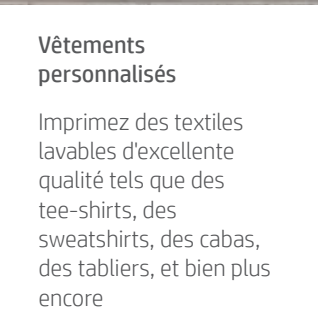 Vêtements
personnalisés
Imprimez des textiles
lavables d'excellente
qualité tels que des
tee-shirts, des
sweatshirts, des cabas,
des tabliers, et bien plus
encore